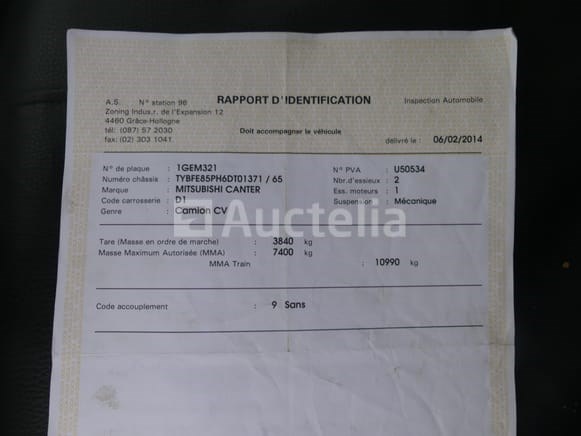 RAPPORT D'IDENTIFICATION
A.S. N° station 98
Zoning Indus.r. de l'Expansion 12
4460 Grâce-Hollogne
tél: (087) 57 2030
fax: (02) 303 1041
Inspection Automobile
Doit accompagner le véhicule
délivré le : 06/02/2014
N° de plaque : 1GEM321
Numéro châssis : TYBFE85PH6DT01371 / 65
Marque : MITSUBISHI CANTER
Code carrosserie : D1
Genre : Camion CV
N° PVA : U50534
Nbr.d'essieux : 2
Ess. moteurs : 1
Suspension : Mécanique
Auctelia
Tare (Masse en ordre de marche) : 3840 kg
Masse Maximum Autorisée (MMA) : 7400 kg
MMA Train : 10990 kg
Code accouplement : 9 Sans